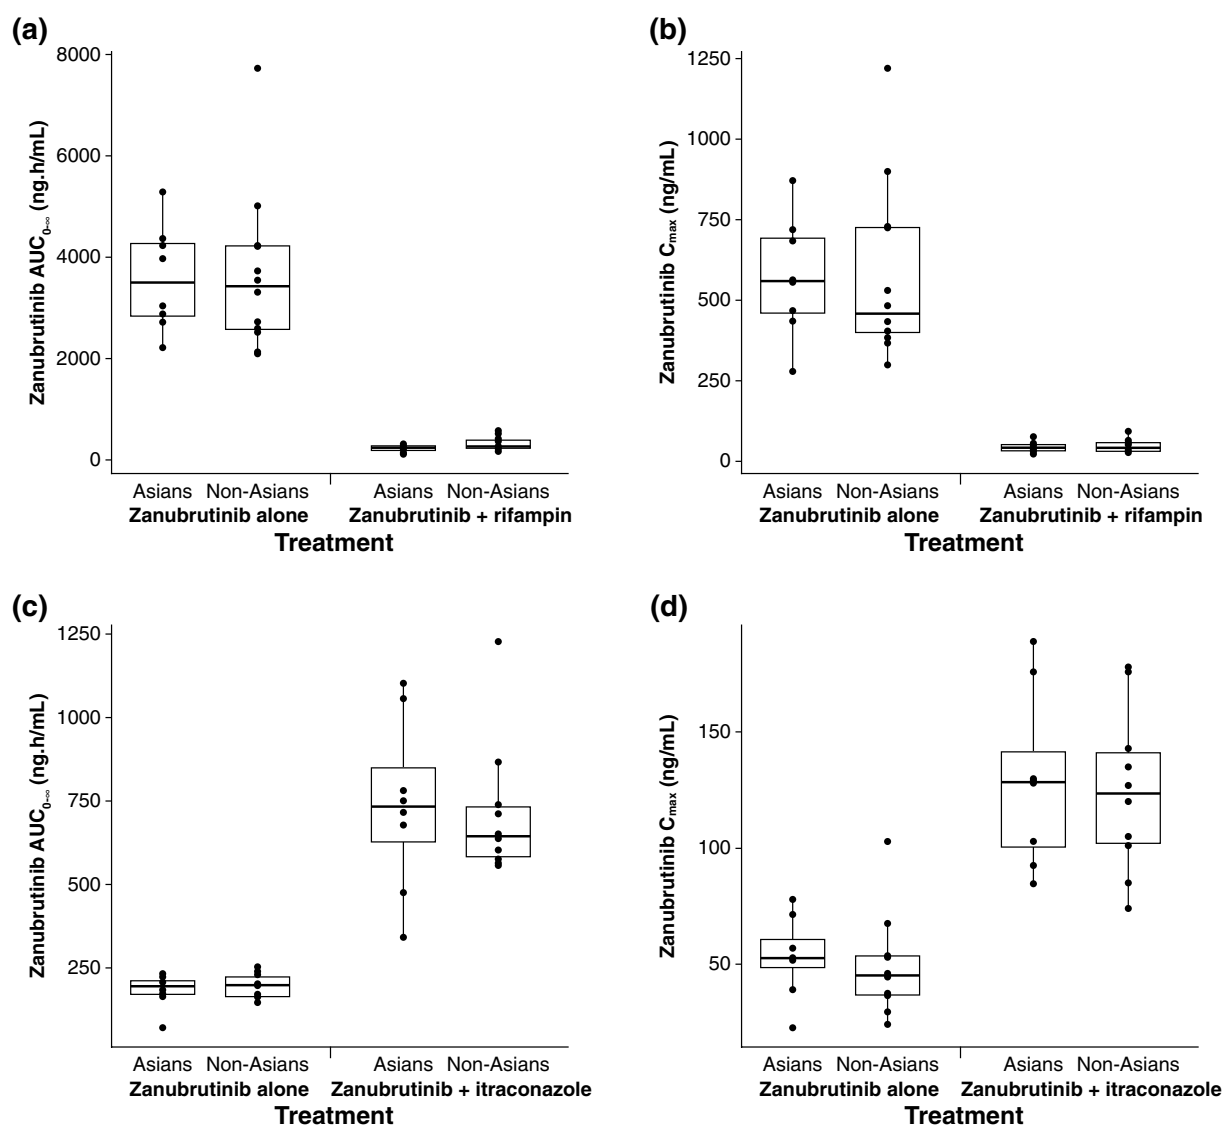 (a)
Zanubrutinib AUC0-∞ (ng.h/mL)
8000
6000
4000
2000
0
Asians Non-Asians Asians Non-Asians
Zanubrutinib alone Zanubrutinib + rifampin
Treatment
(b)
Zanubrutinib Cmax (ng/mL)
1250
1000
750
500
250
0
Asians Non-Asians Asians Non-Asians
Zanubrutinib alone Zanubrutinib + rifampin
Treatment
(c)
Zanubrutinib AUC0-∞ (ng.h/mL)
1250
1000
750
500
250
Asians Non-Asians Asians Non-Asians
Zanubrutinib alone Zanubrutinib + itraconazole
Treatment
(d)
Zanubrutinib Cmax (ng/mL)
150
100
50
Asians Non-Asians Asians Non-Asians
Zanubrutinib alone Zanubrutinib + itraconazole
Treatment